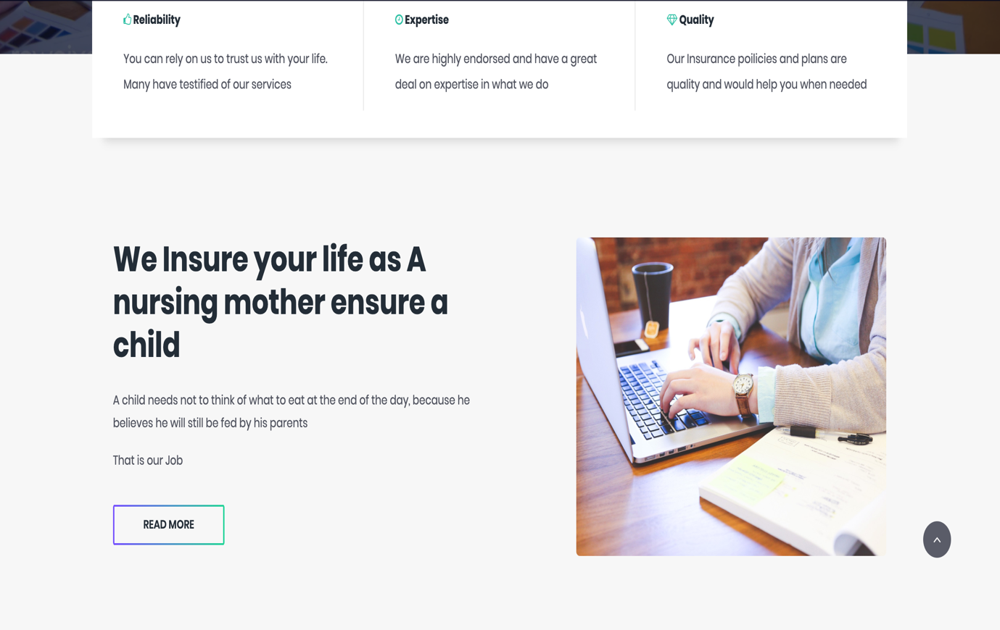 Reliability
You can rely on us to trust us with your life.
Many have testified of our services
Expertise
We are highly endorsed and have a great
deal on expertise in what we do
Quality
Our Insurance poilicies and plans are
quality and would help you when needed
We Insure your life as A
nursing mother ensure a
child
A child needs not to think of what to eat at the end of the day, because he
believes he will still be fed by his parents
That is our Job
READ MORE